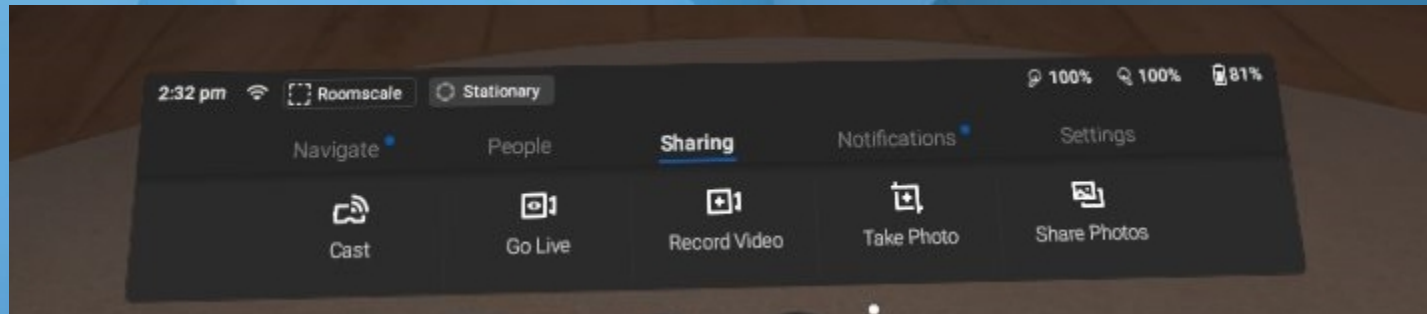 2:32 pm Roomscale Stationary 100% 100% 81%
Navigate People Sharing Notifications Settings
Cast Go Live Record Video Take Photo Share Photos